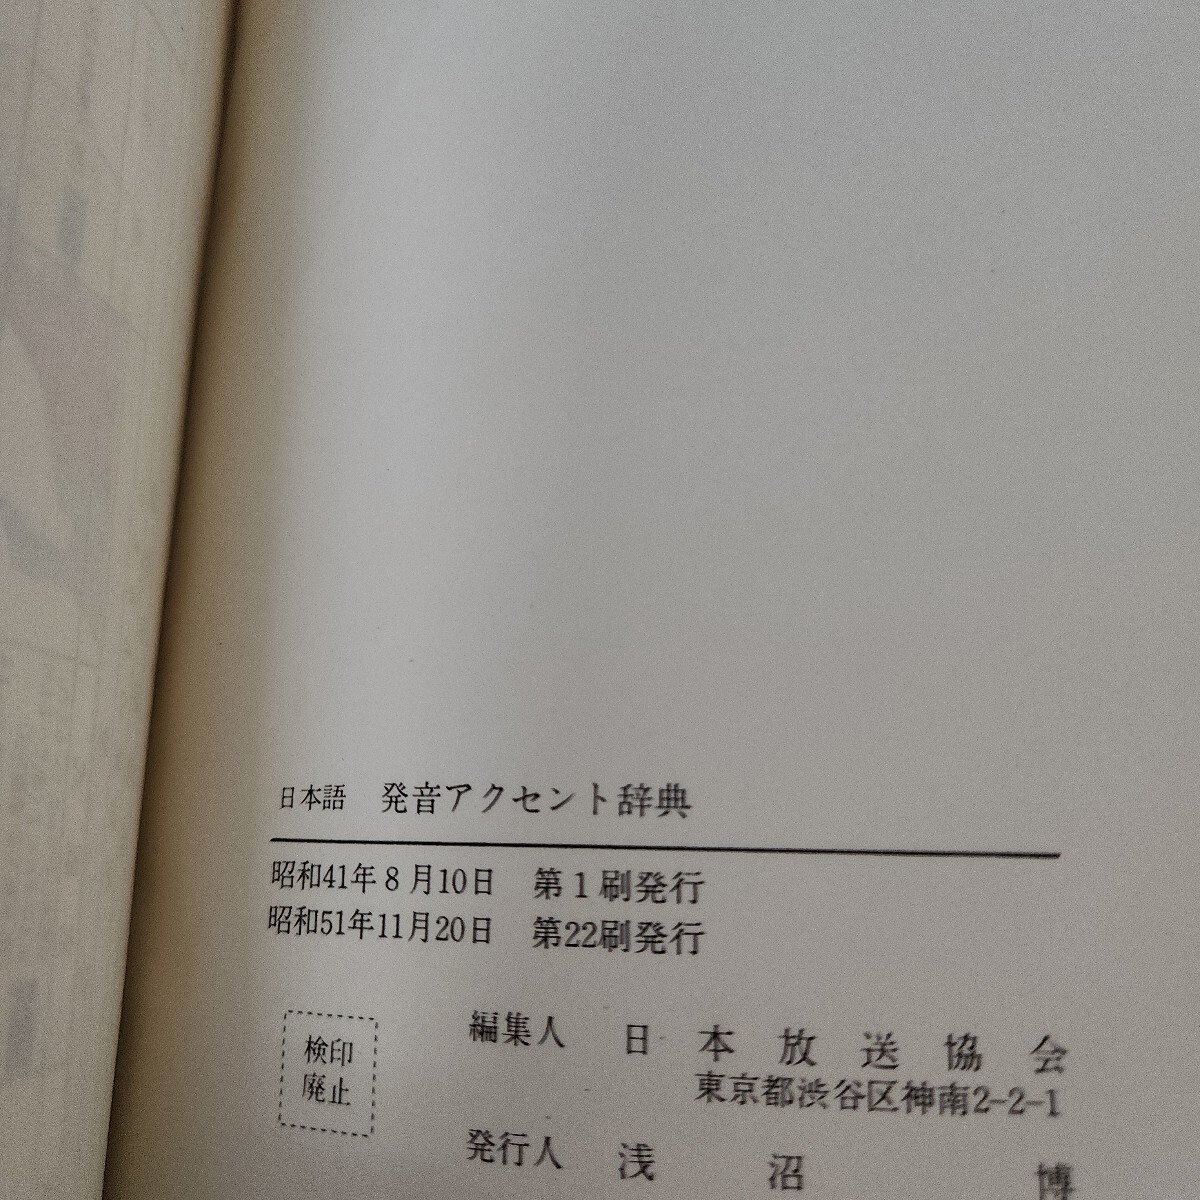 日本語 発音アクセント辞典
昭和41年8月10日 第1刷発行
昭和51年11月20日 第22刷発行
検印
廃止
編集人 日本放送協会
東京都渋谷区神南2-2-1
発行人 浅沼博